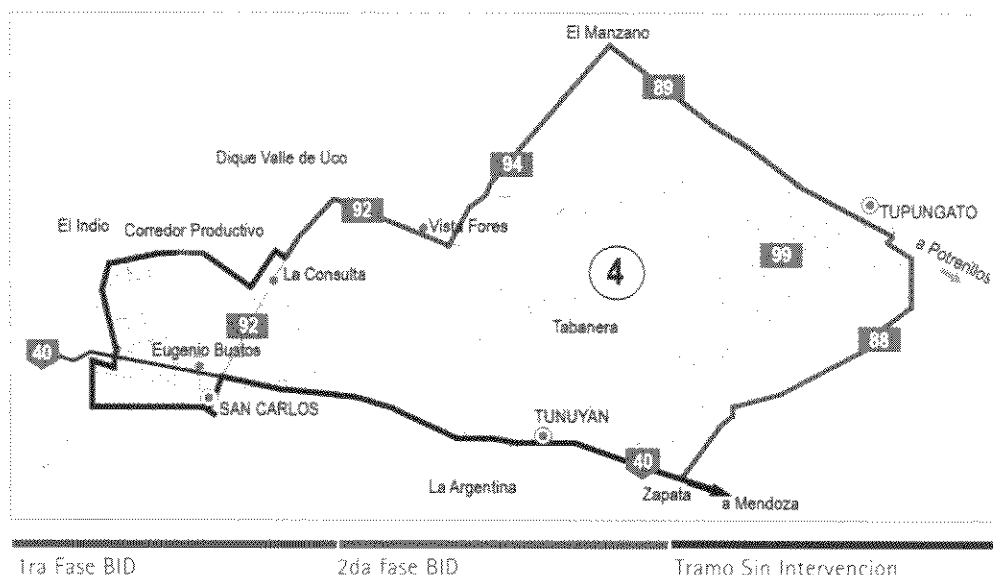 El Manzano
89
Dique Valle de Uco
94
92
Vista Fores
TUPUNGATO
El Indio
Corredor Productivo
a Potrerillos
99
La Consulta
4
92
Tabanera
88
40
Eugenio Bustos
SAN CARLOS
TUNUYAN
40
La Argentina
Zapata
a Mendoza
1ra Fase BID
2da fase BID
Tramo Sin Intervencion